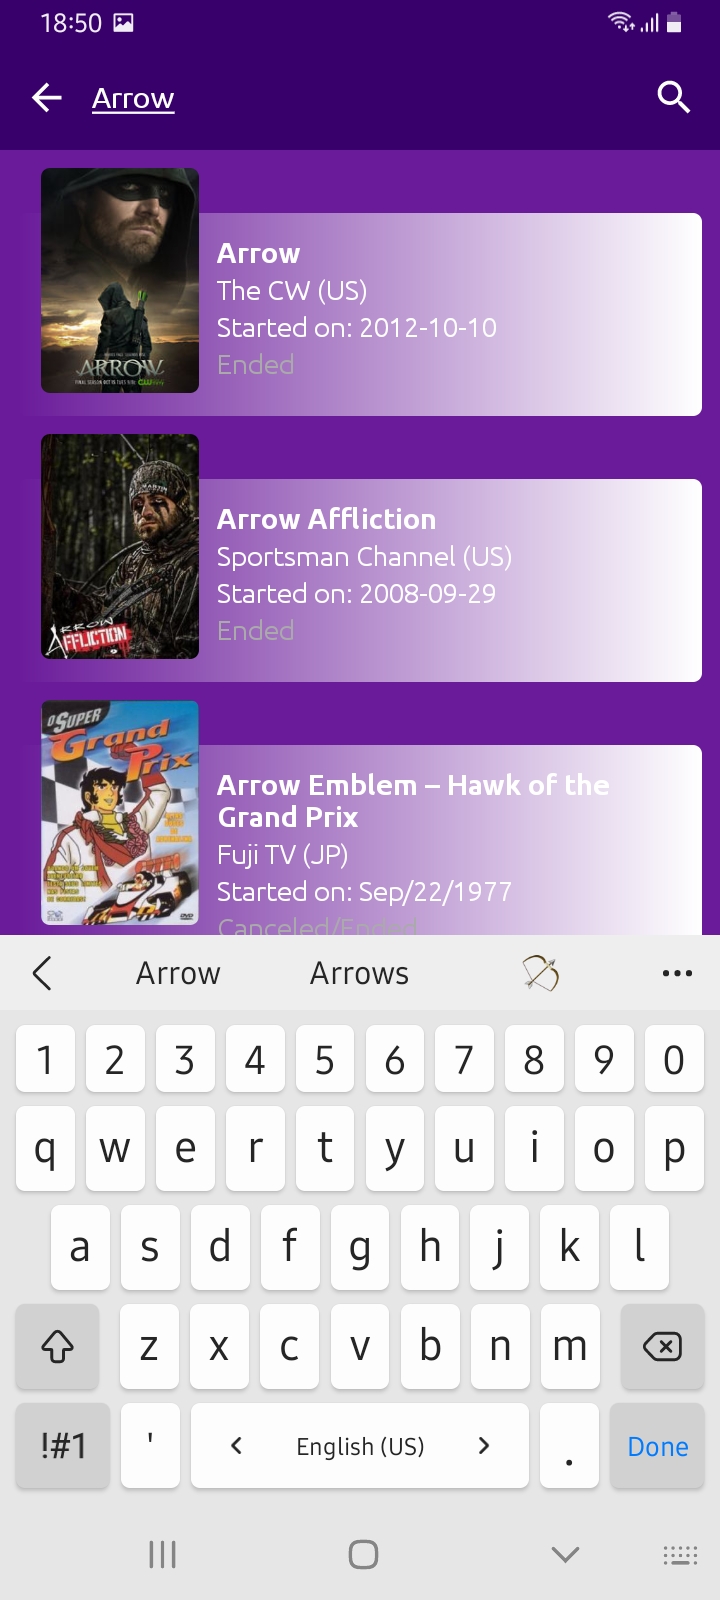 18:50
Arrow
ARROW
Arrow
The CW (US)
Started on: 2012-10-10
Ended
ARROW
AFFLICTION
Arrow Affliction
Sportsman Channel (US)
Started on: 2008-09-29
Ended
O SUPER
Grand
Prix
Arrow Emblem – Hawk of the
Grand Prix
Fuji TV (JP)
Started on: Sep/22/1977
Canceled/Ended
Arrow Arrows
1 2 3 4 5 6 7 8 9 0
q w e r t y u i o p
a s d f g h j k l
z x c v b n m
!#1 ' English (US) . Done